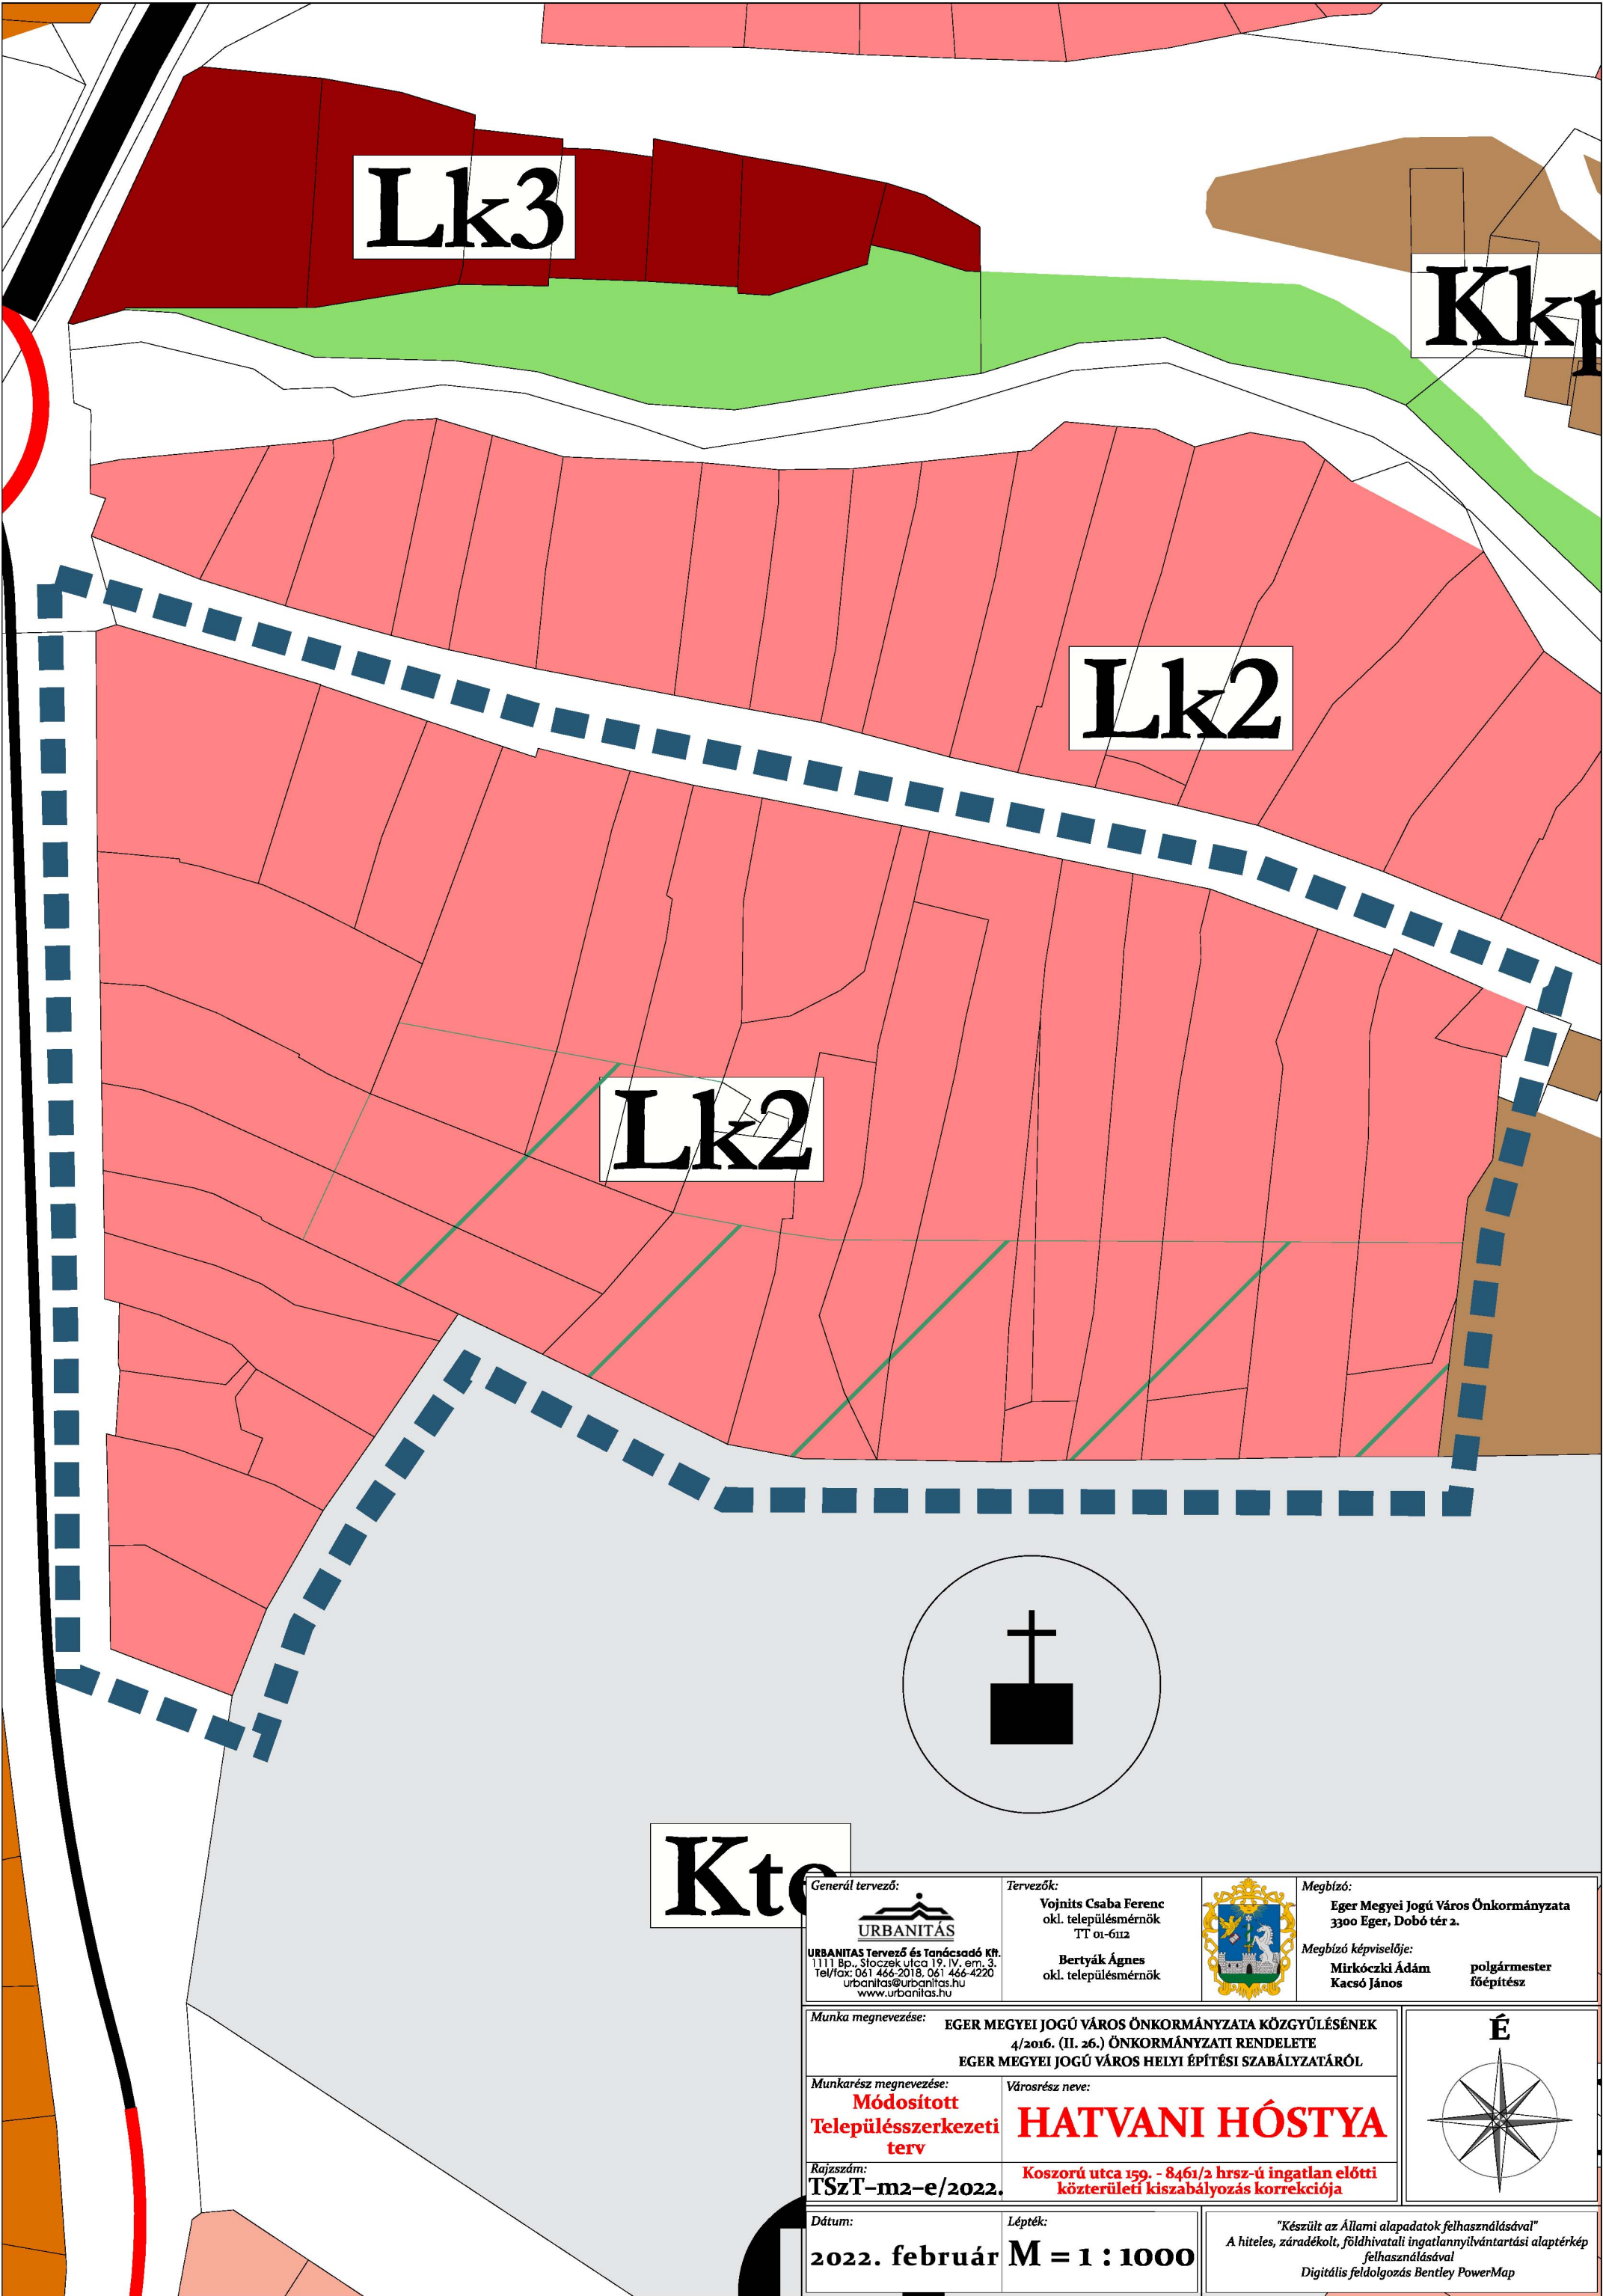 Lk3
Lk2
Lk2
Generál tervező:
URBANITÁS
URBANITAS Tervező és Tanácsadó Kft.
1111 Bp., Stoczek utca 19. IV. em. 3.
Tel/fax: 061 466-2018, 061 466-4220
urbanitas@urbanitas.hu
www.urbanitas.hu
Tervezők:
Vojnits Csaba Ferenc
okl. településmérnök
TT 01-6112
Bertyák Ágnes
okl. településmérnök
Megbízó:
Eger Megyei Jogú Város Önkormányzata
3300 Eger, Dobó tér 2.
Megbízó képviselője:
Mirkóczki Ádám polgármester
Kacsó János főépítész
Munka megnevezése:
EGER MEGYEI JOGÚ VÁROS ÖNKORMÁNYZATA KÖZGYŰLÉSÉNEK
4/2016. (II. 26.) ÖNKORMÁNYZATI RENDELETE
EGER MEGYEI JOGÚ VÁROS HELYI ÉPÍTÉSI SZABÁLYZATÁRÓL
É
Munkarész megnevezése:
Módosított
Településszerkezeti
terv
Városrész neve:
HATVANI HÓSTYA
Rajzszám:
TSzT-m2-e/2022.
Koszorú utca 159. - 8461/2 hrsz-ú ingatlan előtti
közterületi kiszabályozás korrekciója
Dátum:
2022. február
Lépték:
M = 1 : 1000
"Készült az Állami alapadatok felhasználásával"
A hiteles, záradékolt, földhivatali ingatlannyilvántartási alaptérkép
felhasználásával
Digitális feldolgozás Bentley PowerMap